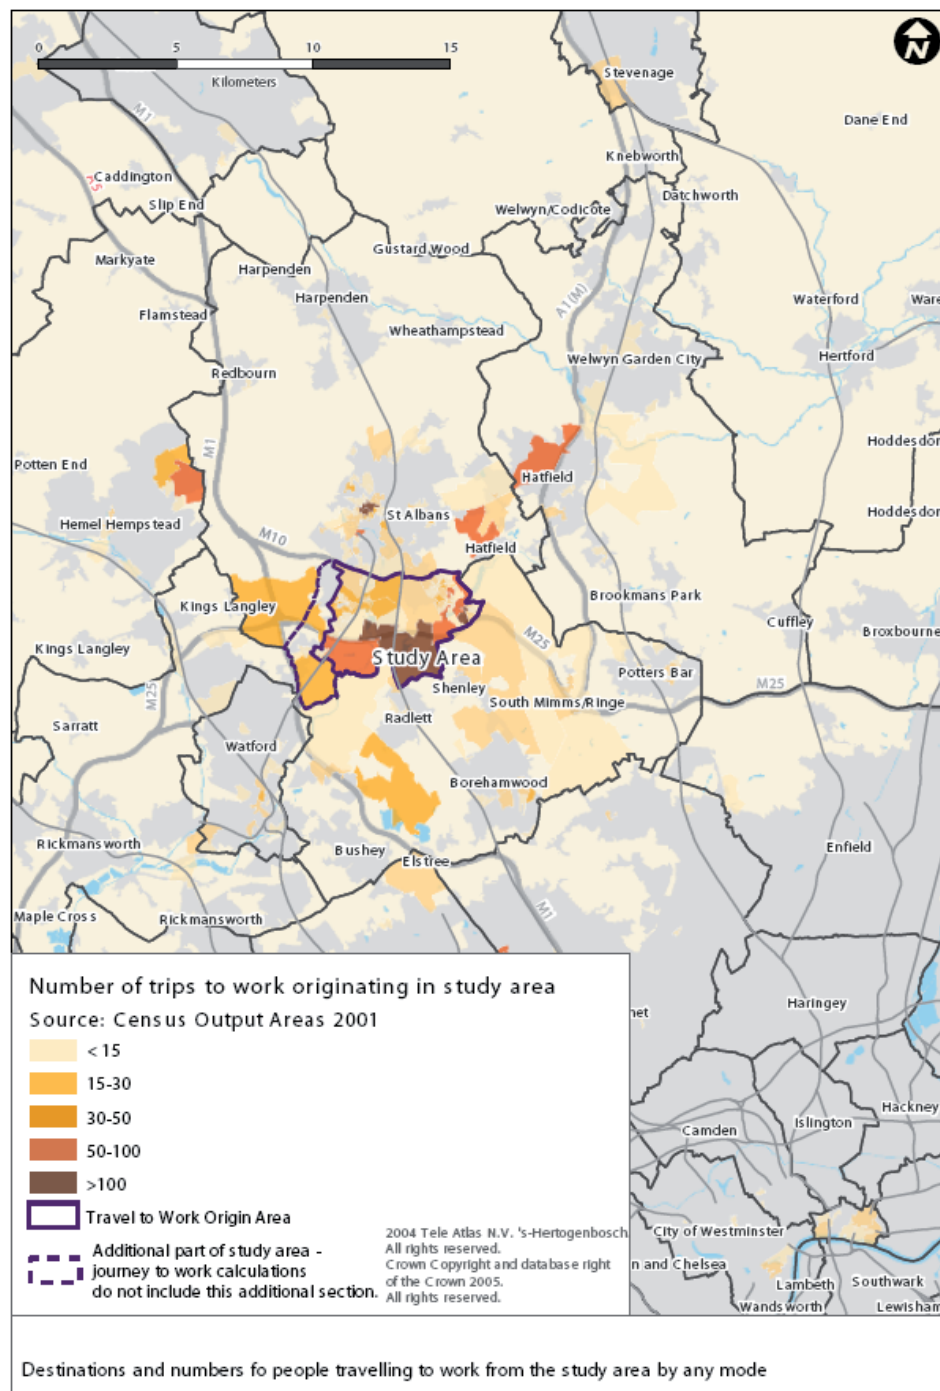 0 5 10 15
Kilometers
N
Stevenage
Dane End
M1
Knebworth
Caddington
A5
Datchworth
Slip End
Welwyn/Codicote
Gustard Wood
Markyate
Harpenden
Harpenden
A1(M)
Waterford
Ware
Flamstead
Wheathampstead
Hertford
Welwyn Garden City
Redbourn
Hoddesdon
M1
Potten End
Hatfield
Hoddesdon
St Albans
Hemel Hempstead
M10
Hatfield
Brookmans Park
Kings Langley
Cuffley
Broxbourne
M25
Kings Langley
Study Area
Potters Bar
M25
Shenley
M25
South Mimms/Ringe
Radlett
Sarratt
Watford
Borehamwood
Rickmansworth
Bushey
Enfield
Elstree
Maple Cross
Rickmansworth
M1
Number of trips to work originating in study area
Source: Census Output Areas 2001
< 15
15-30
30-50
50-100
>100
Travel to Work Origin Area
Additional part of study area -
journey to work calculations
do not include this additional section.
2004 Tele Atlas N.V. 's-Hertogenbosch
All rights reserved.
Crown Copyright and database right
of the Crown 2005.
All rights reserved.
net
Haringey
Hackney
Islington
Camden
City of Westminster
n and Chelsea
Lambeth
Southwark
Wandsworth
Lewisham
Destinations and numbers fo people travelling to work from the study area by any mode